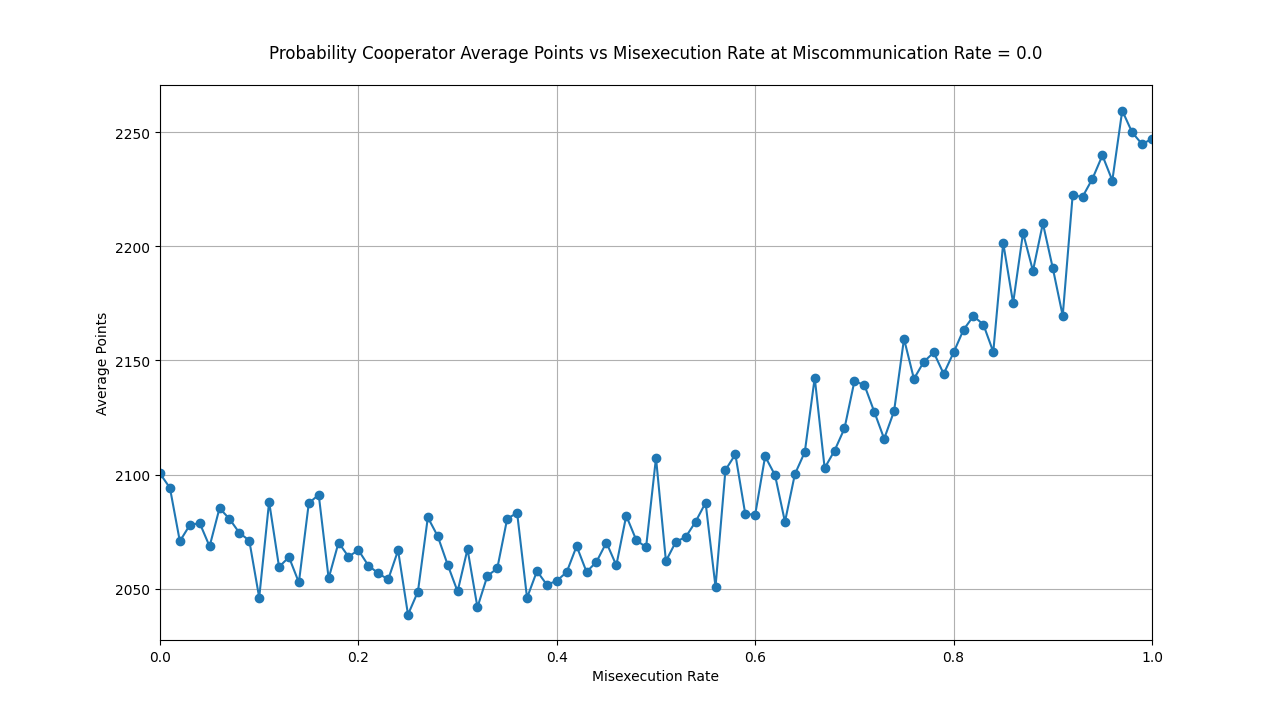 Probability Cooperator Average Points vs Misexecution Rate at Miscommunication Rate = 0.0
2250
2200
2150
2100
2050
Average Points
0.0 0.2 0.4 0.6 0.8 1.0
Misexecution Rate